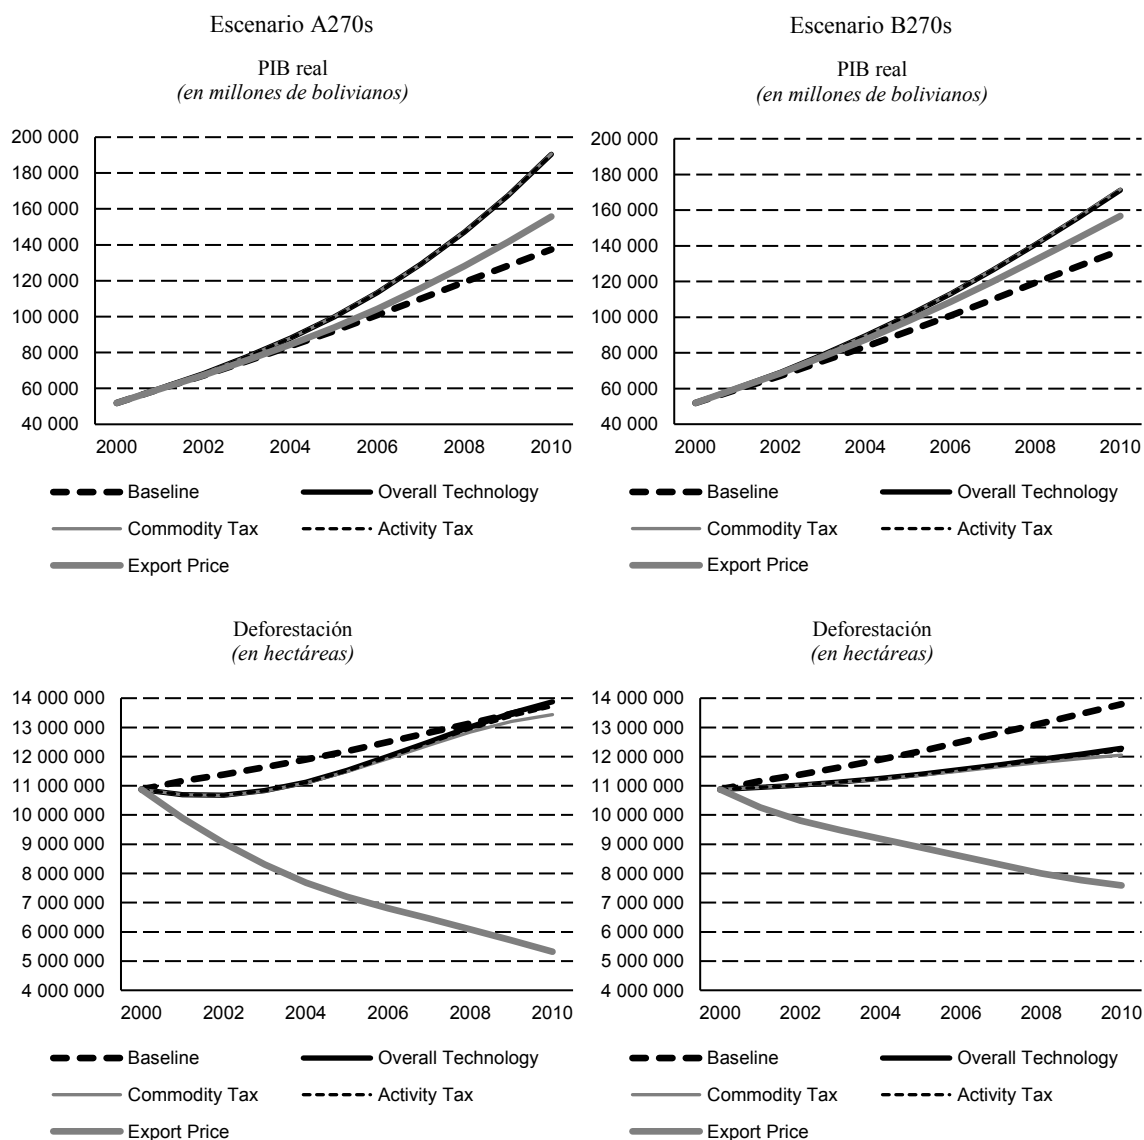 Escenario A270s
PIB real
(en millones de bolivianos)
200 000
180 000
160 000
140 000
120 000
100 000
80 000
60 000
40 000
2000 2002 2004 2006 2008 2010
Baseline Overall Technology
Commodity Tax Activity Tax
Export Price
Escenario B270s
PIB real
(en millones de bolivianos)
200 000
180 000
160 000
140 000
120 000
100 000
80 000
60 000
40 000
2000 2002 2004 2006 2008 2010
Baseline Overall Technology
Commodity Tax Activity Tax
Export Price
Deforestación
(en hectáreas)
14 000 000
13 000 000
12 000 000
11 000 000
10 000 000
9 000 000
8 000 000
7 000 000
6 000 000
5 000 000
4 000 000
2000 2002 2004 2006 2008 2010
Baseline Overall Technology
Commodity Tax Activity Tax
Export Price
Deforestación
(en hectáreas)
14 000 000
13 000 000
12 000 000
11 000 000
10 000 000
9 000 000
8 000 000
7 000 000
6 000 000
5 000 000
4 000 000
2000 2002 2004 2006 2008 2010
Baseline Overall Technology
Commodity Tax Activity Tax
Export Price